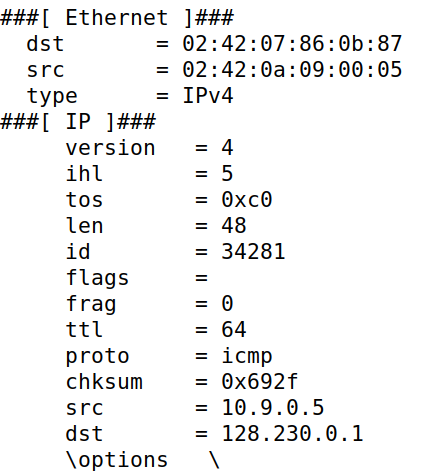 ###[ Ethernet ]###
  dst       = 02:42:07:86:0b:87
  src       = 02:42:0a:09:00:05
  type      = IPv4
###[ IP ]###
     version   = 4
     ihl       = 5
     tos       = 0xc0
     len       = 48
     id        = 34281
     flags     =
     frag      = 0
     ttl       = 64
     proto     = icmp
     chksum    = 0x692f
     src       = 10.9.0.5
     dst       = 128.230.0.1
     \options   \